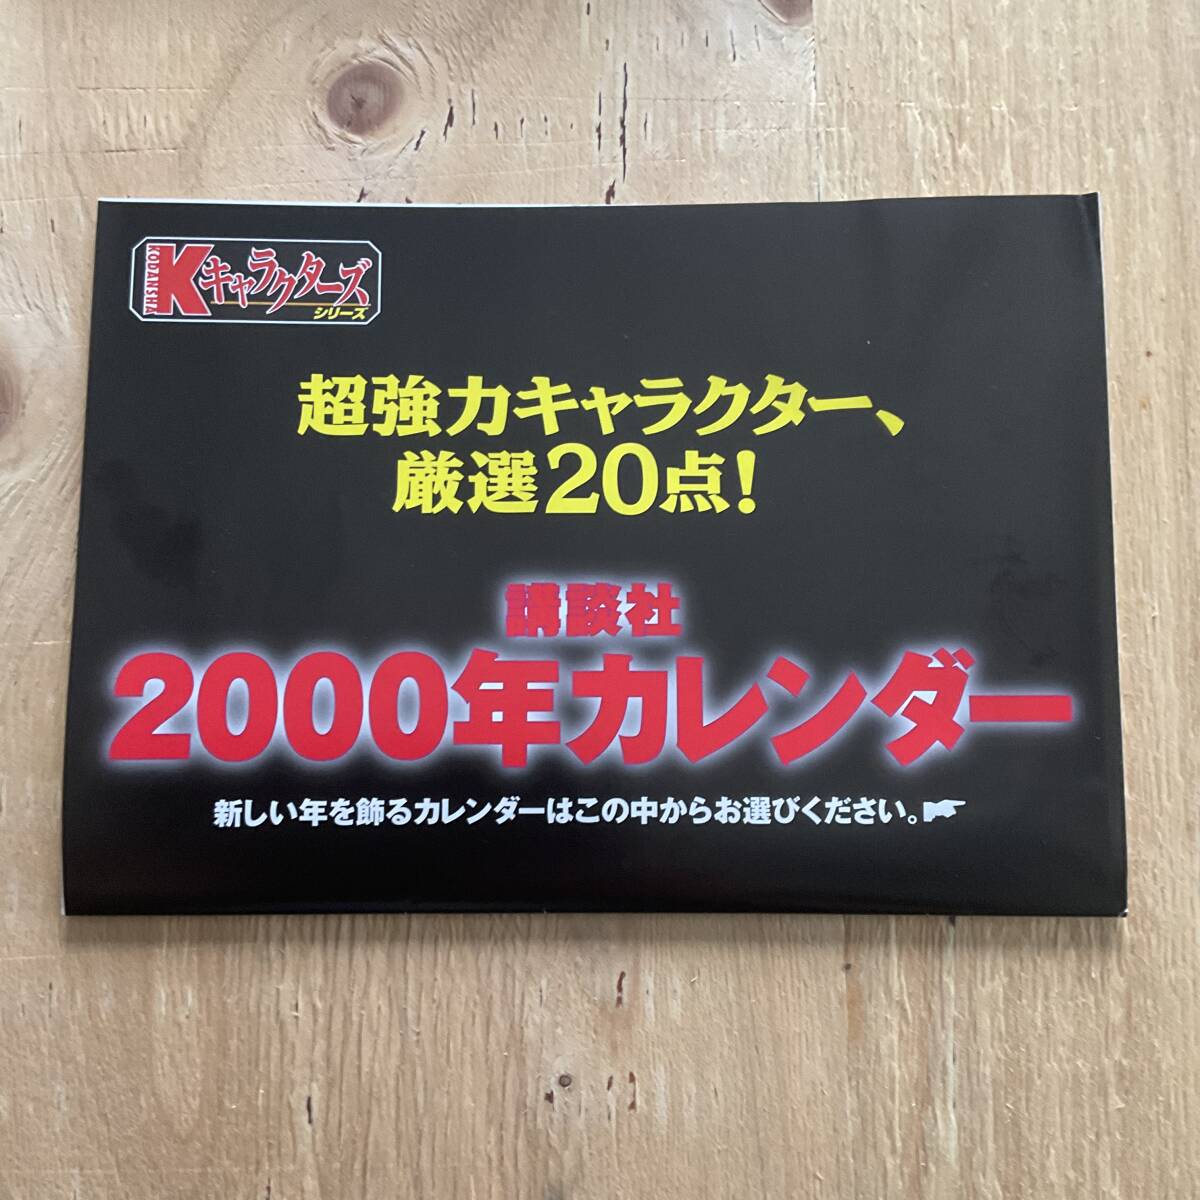 KODANSHA
Kキャラクターズ
シリーズ
超強力キャラクター、
厳選20点!
講談社
2000年カレンダー
新しい年を飾るカレンダーはこの中からお選びください。☛